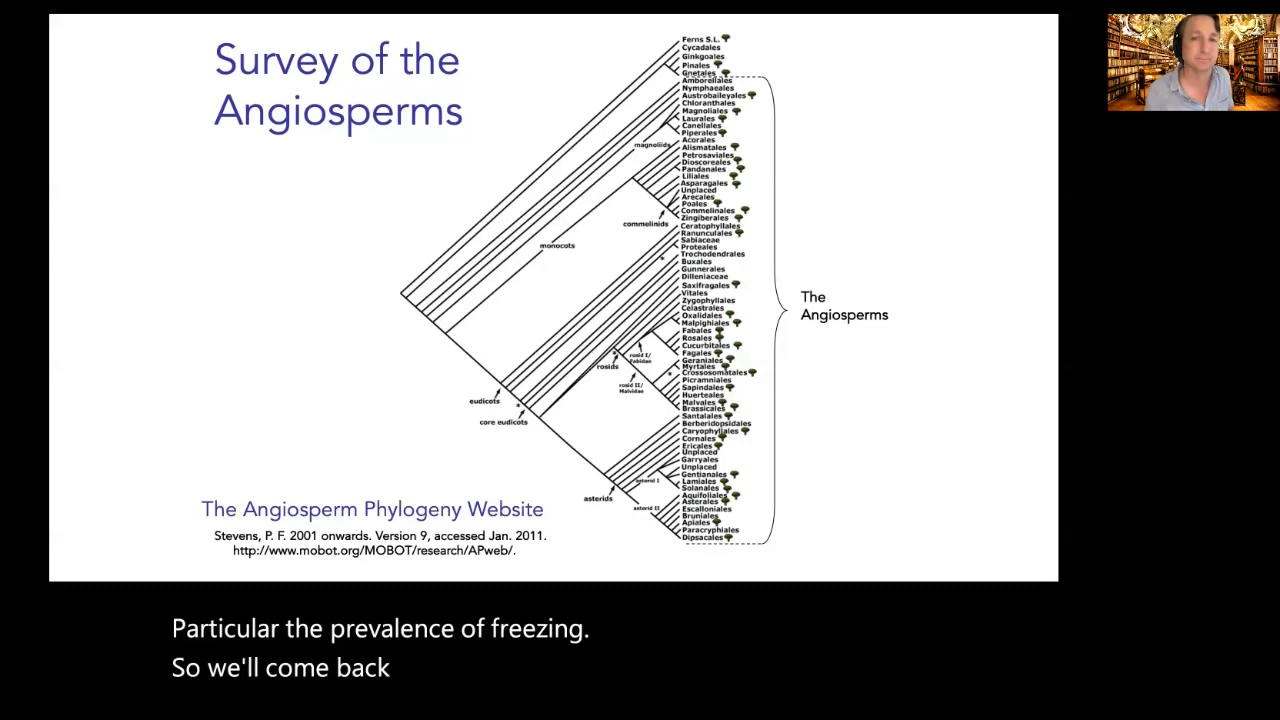 Survey of the
Angiosperms
Ferns S.L.
Cycadales
Ginkgoales
Pinales
Gnetales
Amborellales
Nymphaeales
Austrobaileyales
Chloranthales
Magnoliales
Laurales
Canellales
Piperales
magnoliids
Acorales
Alismatales
Petrosaviales
Dioscoreales
Pandanales
Liliales
Asparagales
Unplaced
Arecales
Poales
Commelinales
Zingiberales
commelinids
Ceratophyllales
Ranunculales
Sabiaceae
monocots
Proteales
Trochodendrales
Buxales
Gunnerales
Dilleniaceae
Saxifragales
Vitales
Zygophyllales
The
Angiosperms
Celastrales
Oxalidales
Malpighiales
Fabales
Rosales
Cucurbitales
Fagales
rosid I/
Fabidae
Geraniales
Myrtales
rosids
Crossosomatales
Picramniales
Sapindales
rosid II/
Malvidae
Huerteales
Malvales
eudicots
Brassicales
Santalales
core eudicots
Berberidopsidales
Caryophyllales
Cornales
Ericales
Unplaced
Garryales
Unplaced
Gentianales
Lamiales
asterid I
Solanales
Aquifoliales
asterids
Asterales
Escalloniales
asterid II
Bruniales
Apiales
Paracryphiales
Dipsacales
The Angiosperm Phylogeny Website
Stevens, P. F. 2001 onwards. Version 9, accessed Jan. 2011.
http://www.mobot.org/MOBOT/research/APweb/.
Particular the prevalence of freezing.
So we'll come back